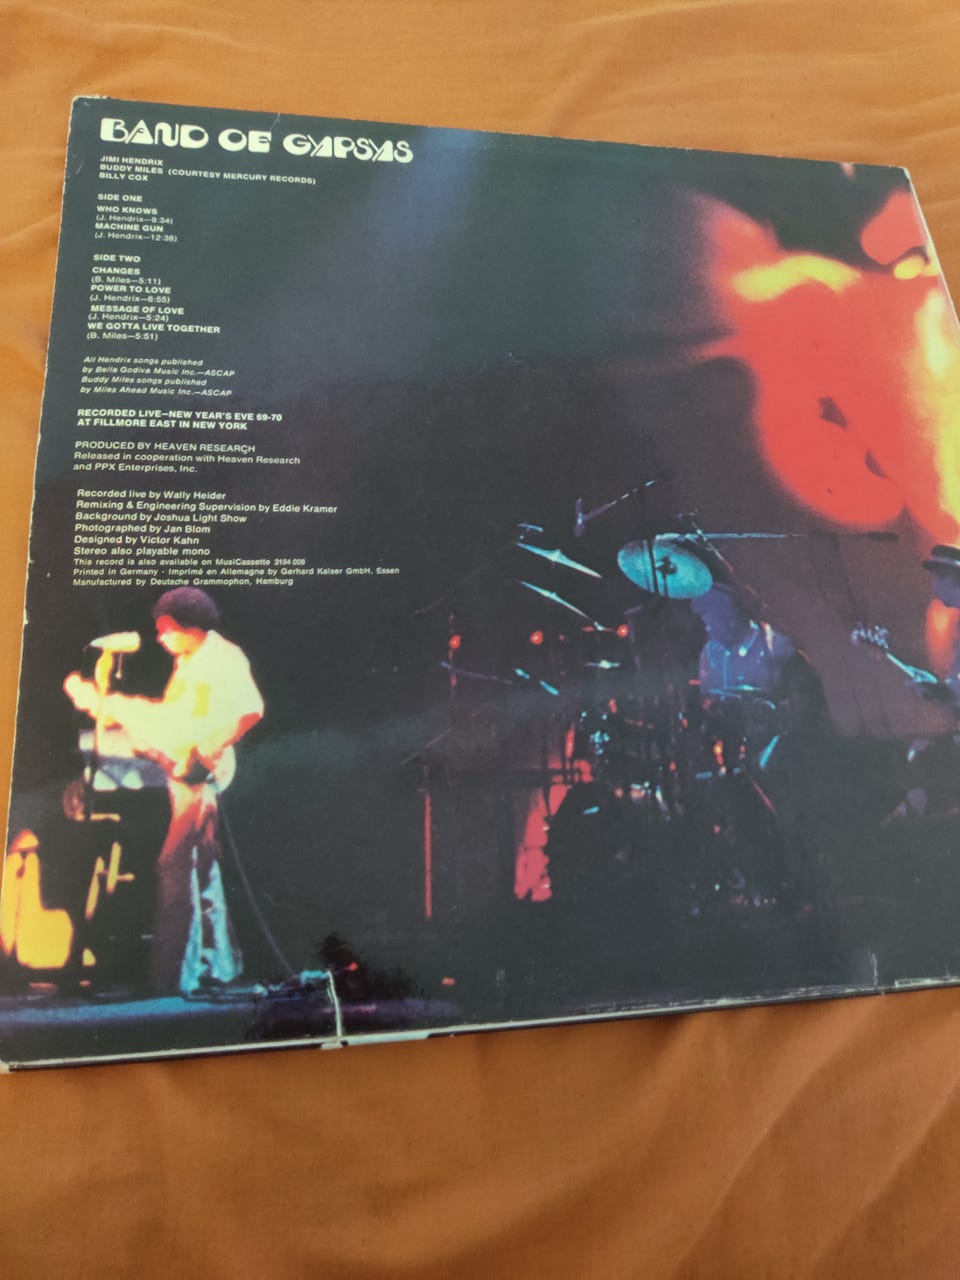 BAND OF GYPSYS
JIMI HENDRIX
BUDDY MILES (COURTESY MERCURY RECORDS)
BILLY COX
SIDE ONE
WHO KNOWS
(J. Hendrix—9:34)
MACHINE GUN
(J. Hendrix—12:38)
SIDE TWO
CHANGES
(B. Miles—5:11)
POWER TO LOVE
(J. Hendrix—6:55)
MESSAGE OF LOVE
(J. Hendrix—5:24)
WE GOTTA LIVE TOGETHER
(B. Miles—5:51)
All Hendrix songs published
by Bella Godiva Music Inc.—ASCAP
Buddy Miles songs published
by Miles Ahead Music Inc.—ASCAP
RECORDED LIVE—NEW YEAR'S EVE 69-70
AT FILLMORE EAST IN NEW YORK
PRODUCED BY HEAVEN RESEARCH
Released in cooperation with Heaven Research
and PPX Enterprises, Inc.
Recorded live by Wally Heider
Remixing & Engineering Supervision by Eddie Kramer
Background by Joshua Light Show
Photographed by Jan Blom
Designed by Victor Kahn
Stereo also playable mono
This record is also available on MusiCassette 3194 005
Printed in Germany · Imprimé en Allemagne by Gerhard Kaiser GmbH, Essen
Manufactured by Deutsche Grammophon, Hamburg